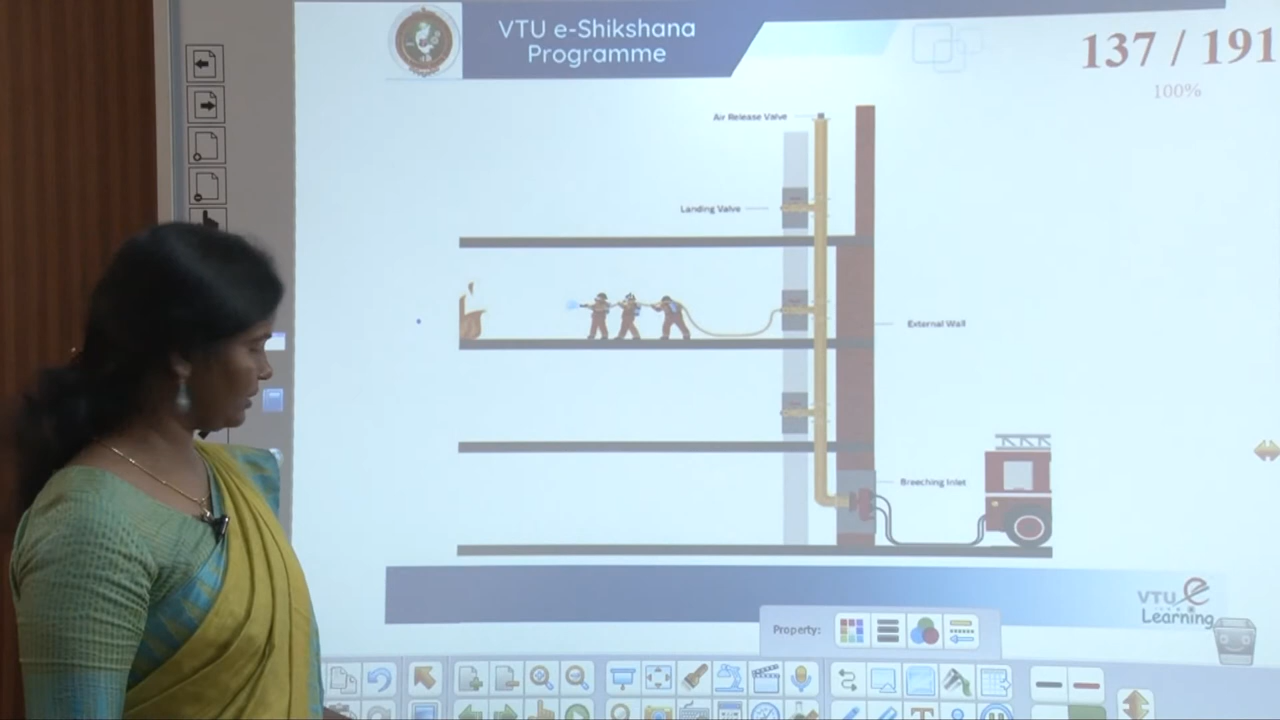 VTU e-Shikshana
Programme
137 / 191
100%
Air Release Valve
Landing Valve
External Wall
Breeching Inlet
VTU e
Learning
Property: